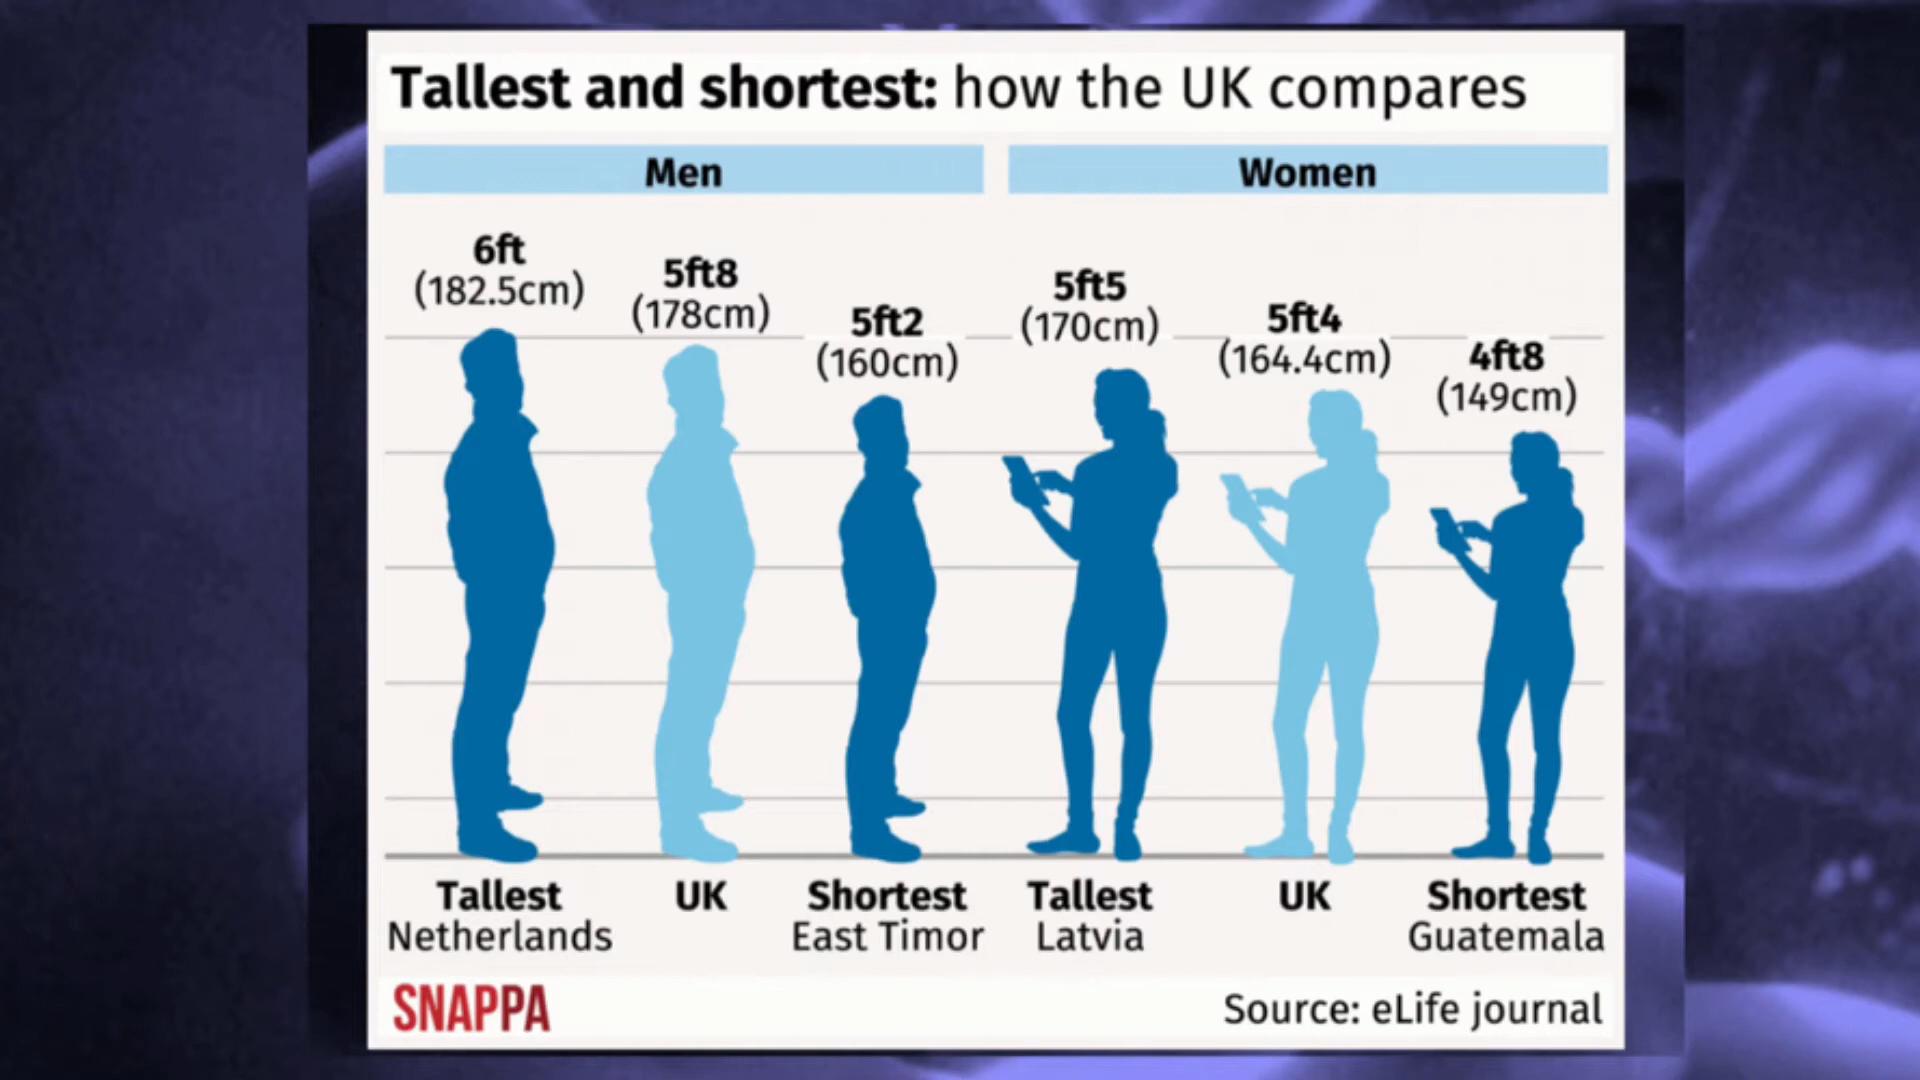 Tallest and shortest: how the UK compares
Men
Women
6ft
(182.5cm)
5ft8
(178cm)
5ft2
(160cm)
5ft5
(170cm)
5ft4
(164.4cm)
4ft8
(149cm)
Tallest
Netherlands
UK
Shortest
East Timor
Tallest
Latvia
UK
Shortest
Guatemala
SNAPPA
Source: eLife journal